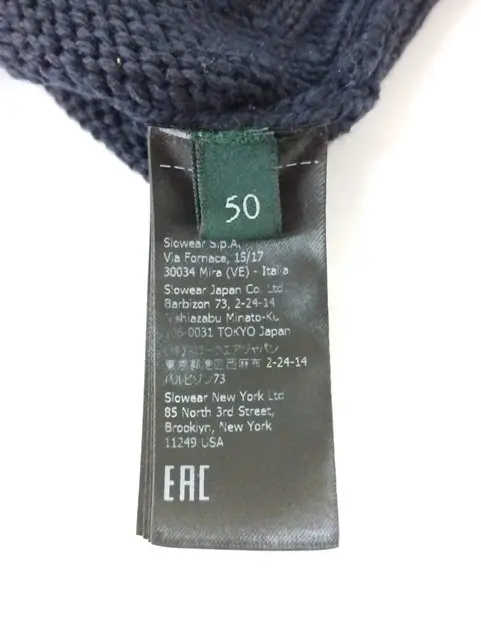 50
Slowear S.p.A.
Via Fornace, 15/17
30034 Mira (VE) - Italia
Slowear Japan Co. Ltd
Barbizon 73, 2-24-14
Minato-Ku
TOKYO Japan
東京都港区西麻布 2-24-14
バルビゾン73
Slowear New York Ltd
85 North 3rd Street,
Brooklyn, New York
11249 USA
EAC